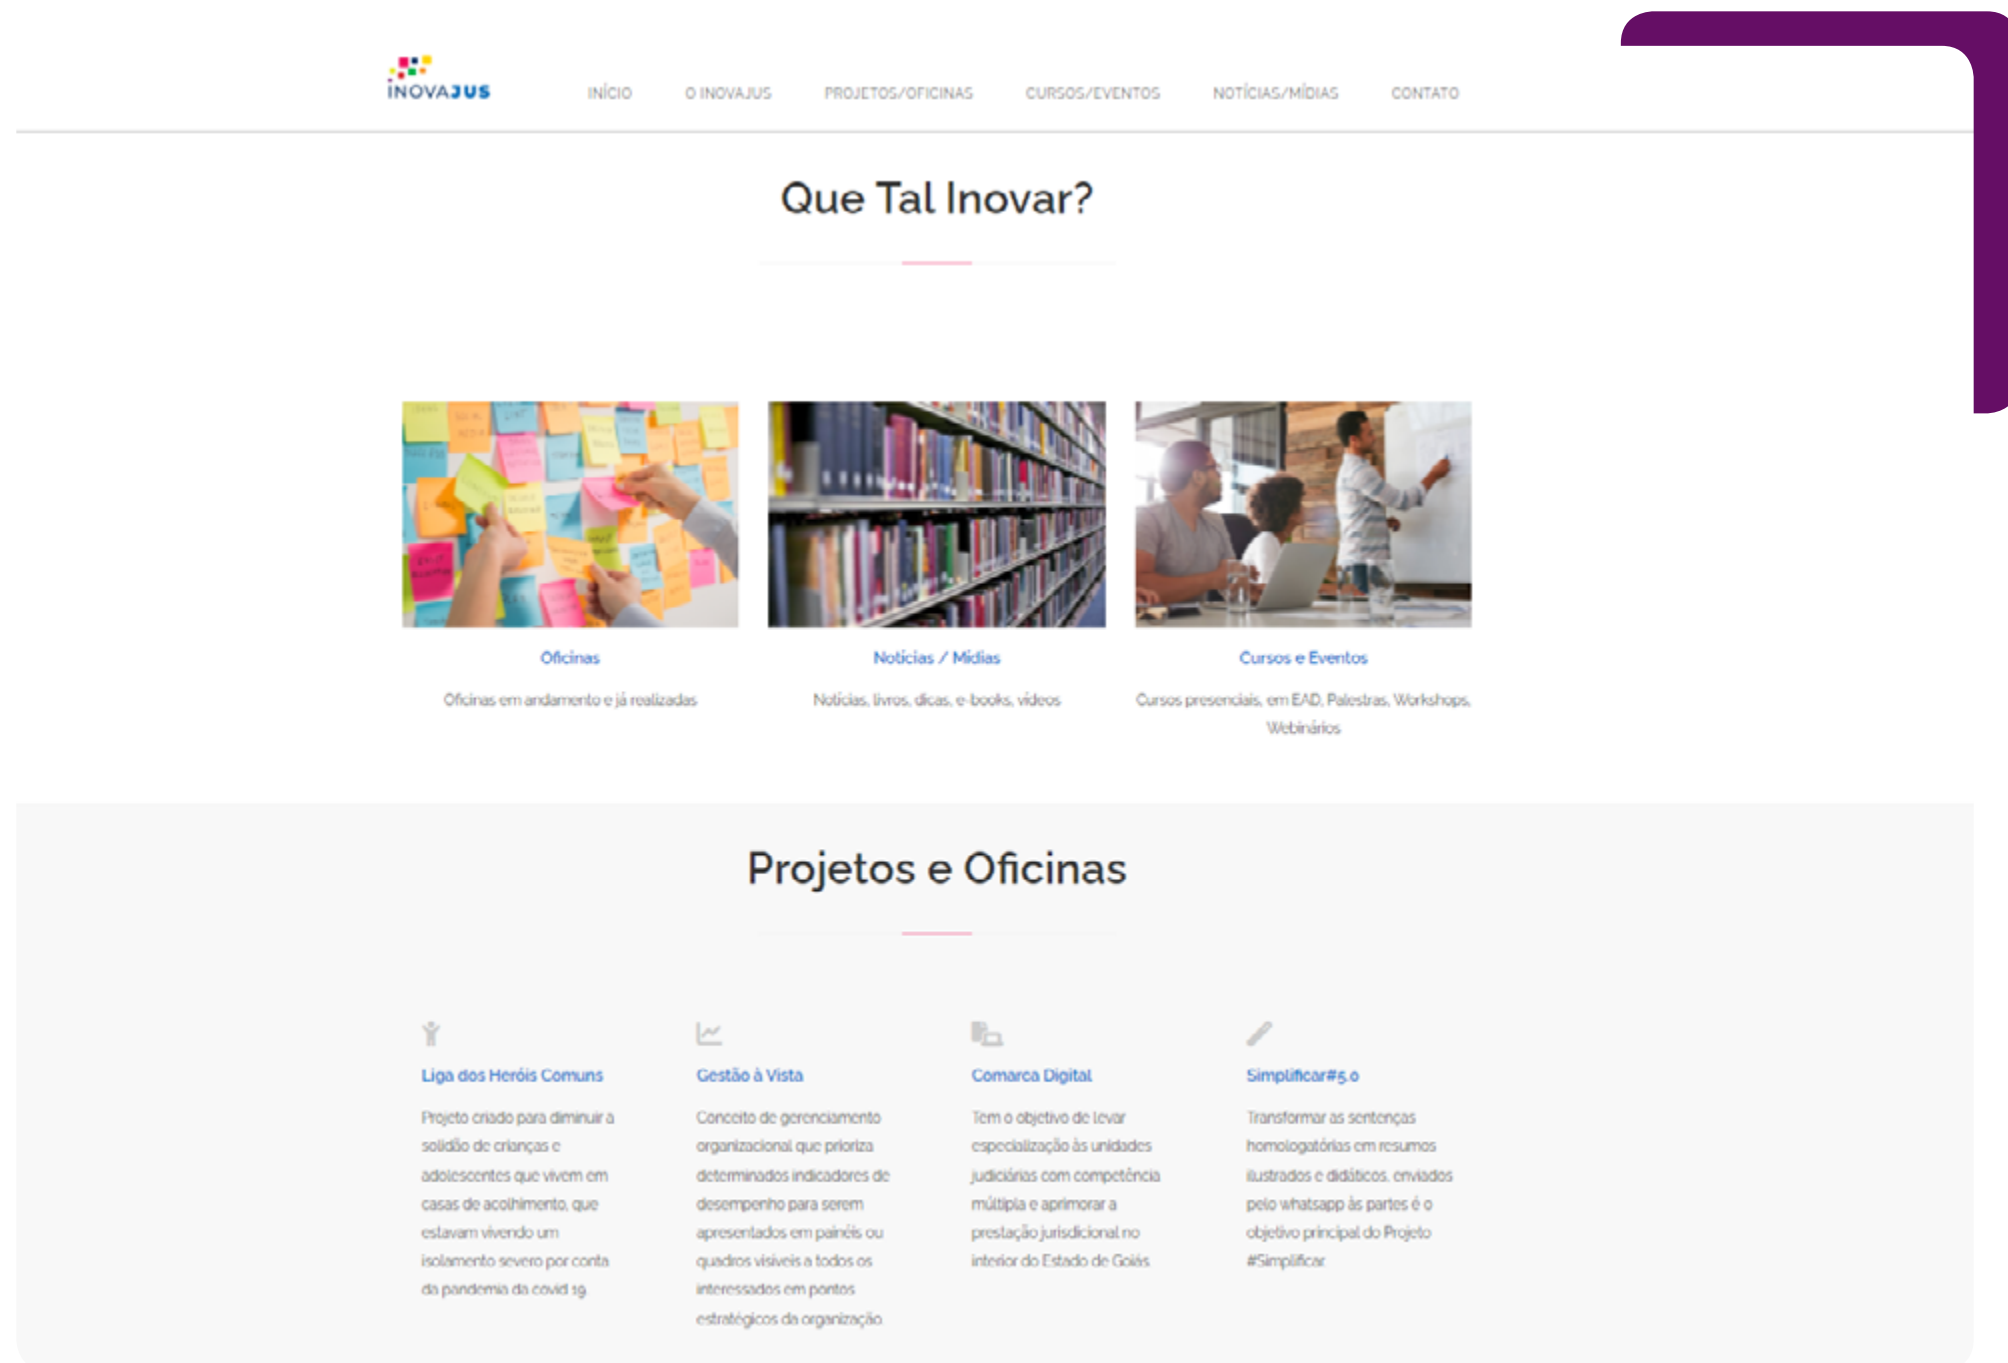 INOVAJUS
INÍCIO O INOVAJUS PROJETOS/OFICINAS CURSOS/EVENTOS NOTÍCIAS/MÍDIAS CONTATO
Que Tal Inovar?
Oficinas
Oficinas em andamento e já realizadas
Notícias / Mídias
Notícias, livros, dicas, e-books, vídeos
Cursos e Eventos
Cursos presenciais, em EAD, Palestras, Workshops,
Webinários
Projetos e Oficinas
Liga dos Heróis Comuns
Projeto criado para diminuir a
solidão de crianças e
adolescentes que vivem em
casas de acolhimento, que
estavam vivendo um
isolamento severo por conta
da pandemia da covid 19.
Gestão à Vista
Conceito de gerenciamento
organizacional que prioriza
determinados indicadores de
desempenho para serem
apresentados em painéis ou
quadros visíveis a todos os
interessados em pontos
estratégicos da organização.
Comarca Digital
Tem o objetivo de levar
especialização às unidades
judiciárias com competência
múltipla e aprimorar a
prestação jurisdicional no
interior do Estado de Goiás.
Simplificar#5.0
Transformar as sentenças
homologatórias em resumos
ilustrados e didáticos, enviados
pelo whatsapp às partes é o
objetivo principal do Projeto
#Simplificar.